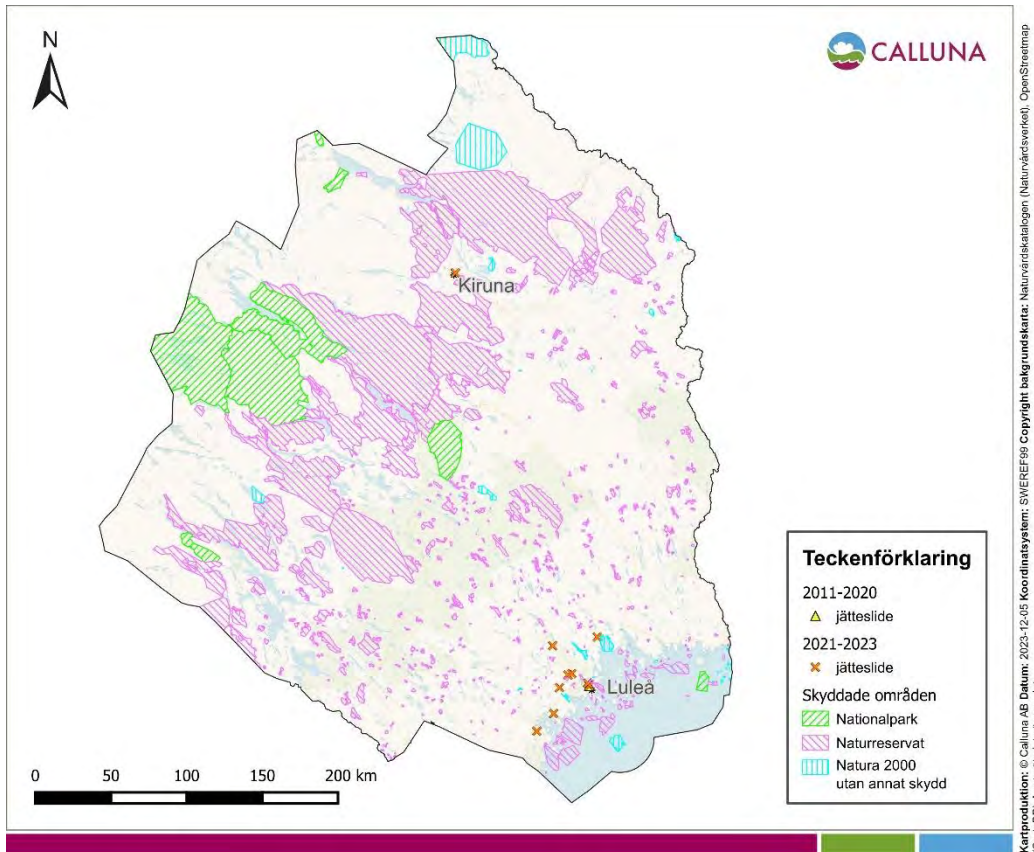 N
CALLUNA
Kiruna
Luleå
Teckenförklaring
2011-2020
jätteslide
2021-2023
jätteslide
Skyddade områden
Nationalpark
Naturreservat
Natura 2000
utan annat skydd
0 50 100 150 200 km
Kartproduktion: © Calluna AB Datum: 2023-12-05 Koordinatsystem: SWEREF99 Copyright bakgrundskarta: Naturvårdskatalogen (Naturvårdsverket), OpenStreetmap